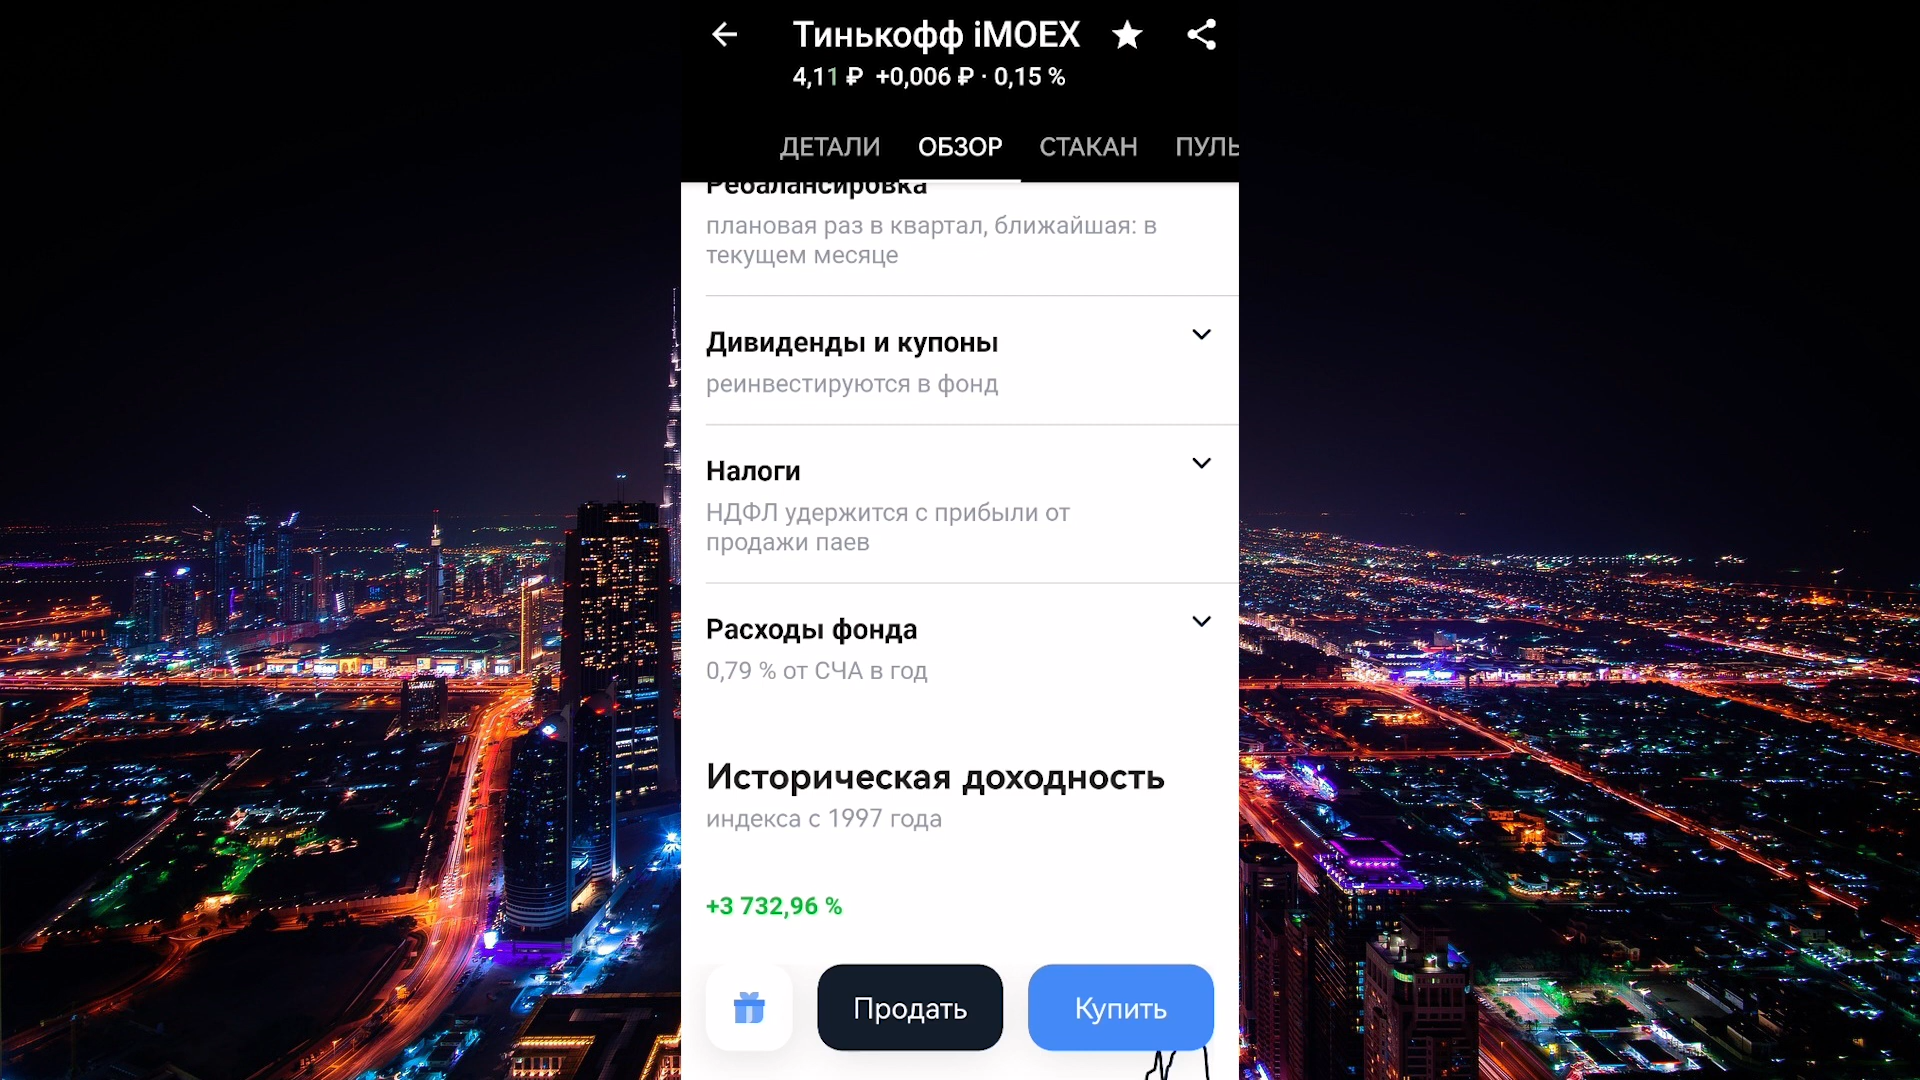 Тинькофф iMOEX
4,11 ₽ +0,006 ₽ · 0,15 %
ДЕТАЛИ ОБЗОР СТАКАН ПУЛЬ
Ребалансировка
плановая раз в квартал, ближайшая: в
текущем месяце
Дивиденды и купоны
реинвестируются в фонд
Налоги
НДФЛ удержится с прибыли от
продажи паев
Расходы фонда
0,79 % от СЧА в год
Историческая доходность
индекса с 1997 года
+3 732,96 %
Продать Купить